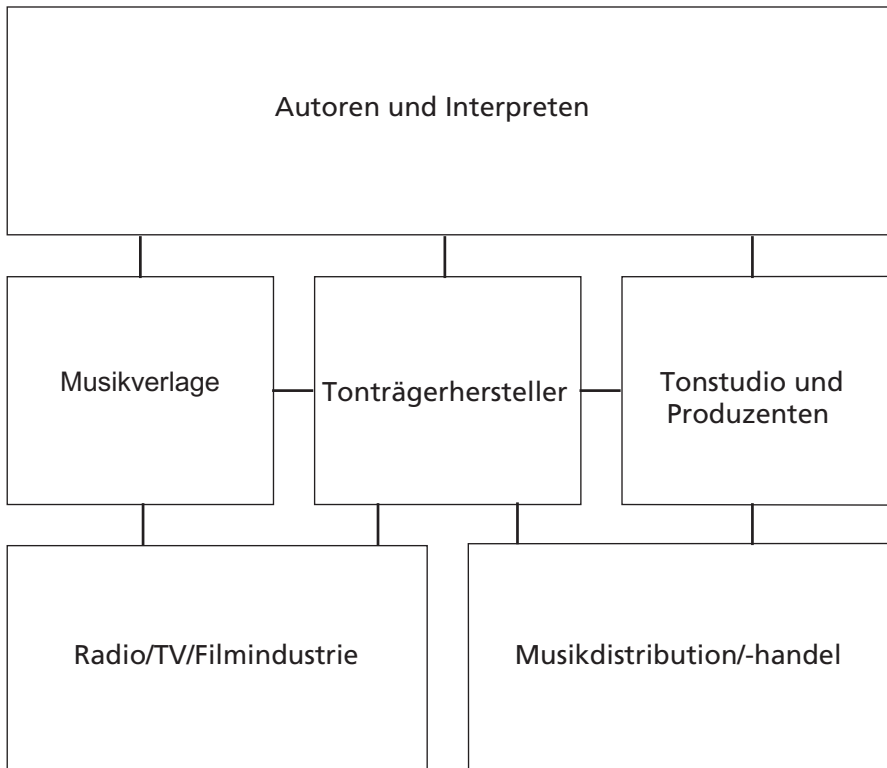 Autoren und Interpreten
Musikverlage
Tonträgerhersteller
Tonstudio und
Produzenten
Radio/TV/Filmindustrie
Musikdistribution/-handel